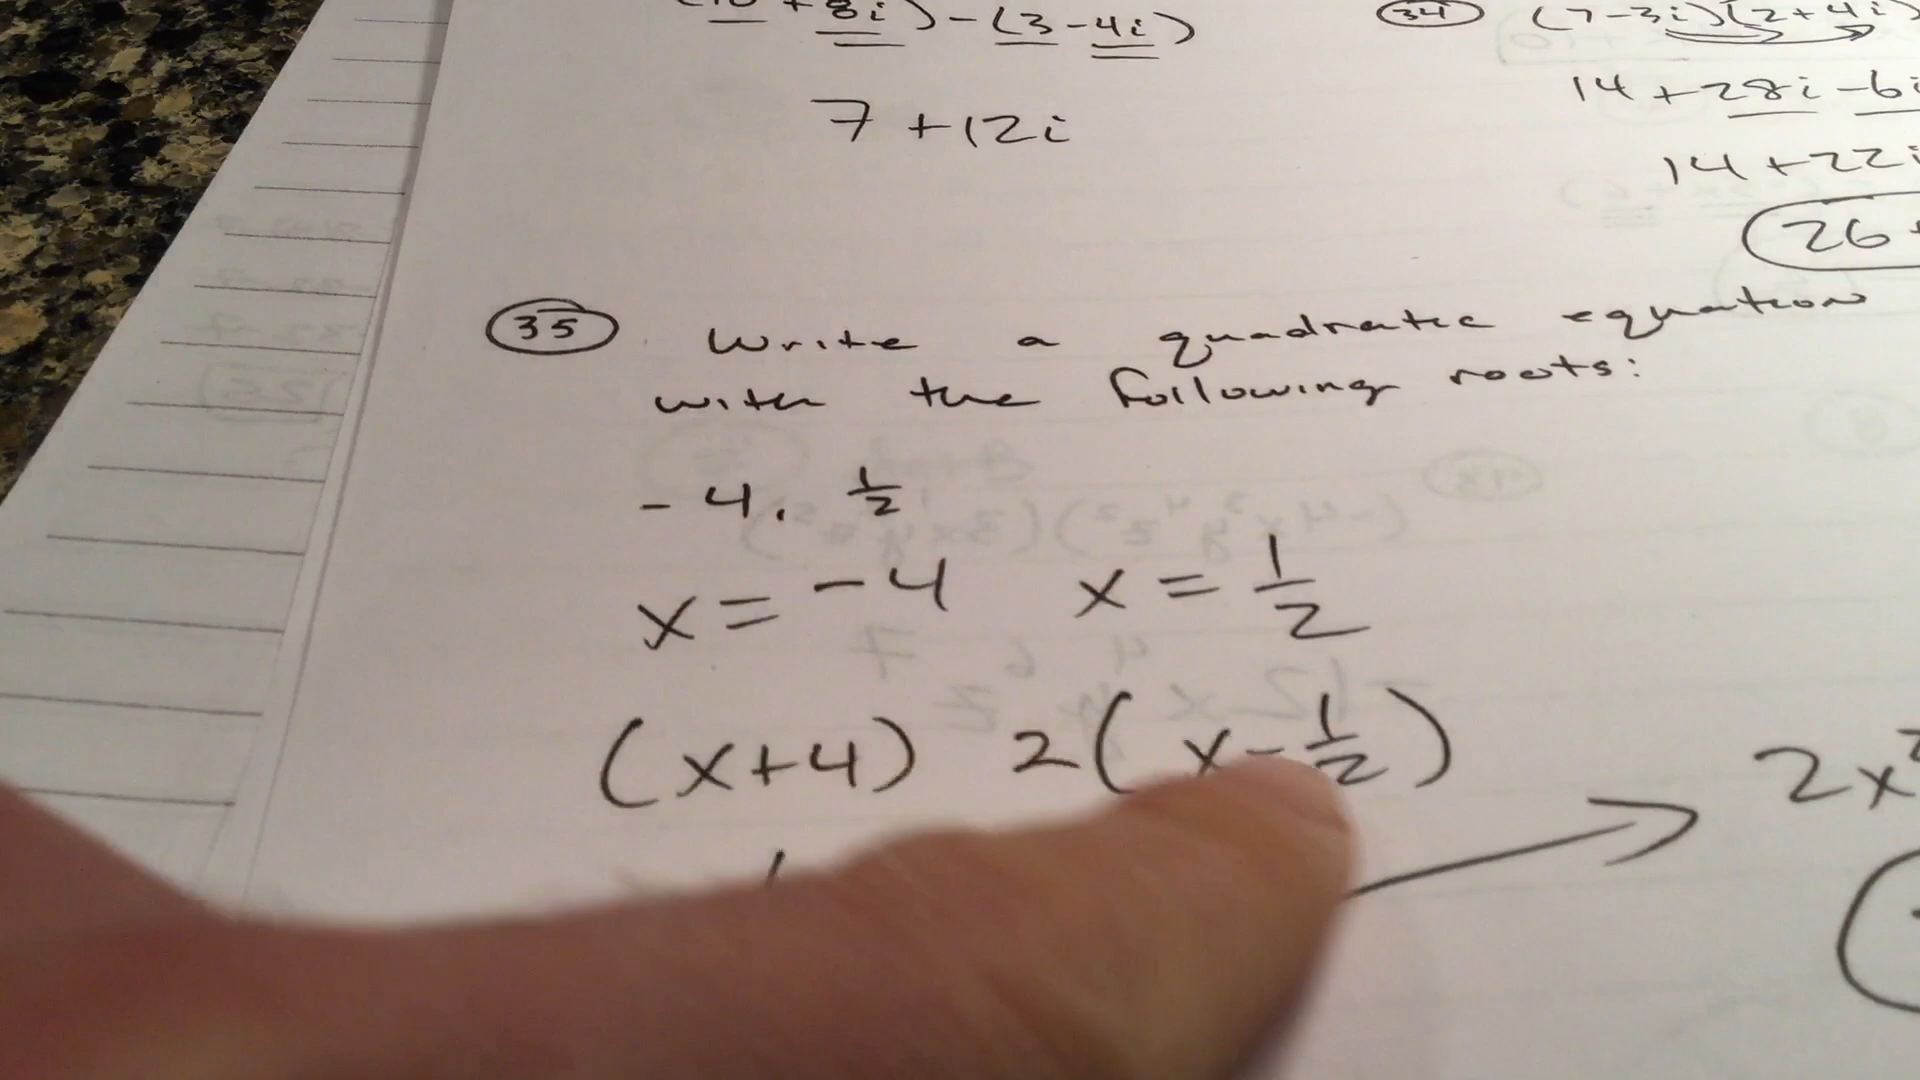 + 8i) - (3 - 4i)
7 + 12i
34 (7 - 3i)(2 + 4i)
14 + 28i - 6i
14 + 22i
26
35 Write a quadratic equation
with the following roots:
-4, 1/2
x = -4 x = 1/2
(x + 4) 2(x - 1/2)
2x²